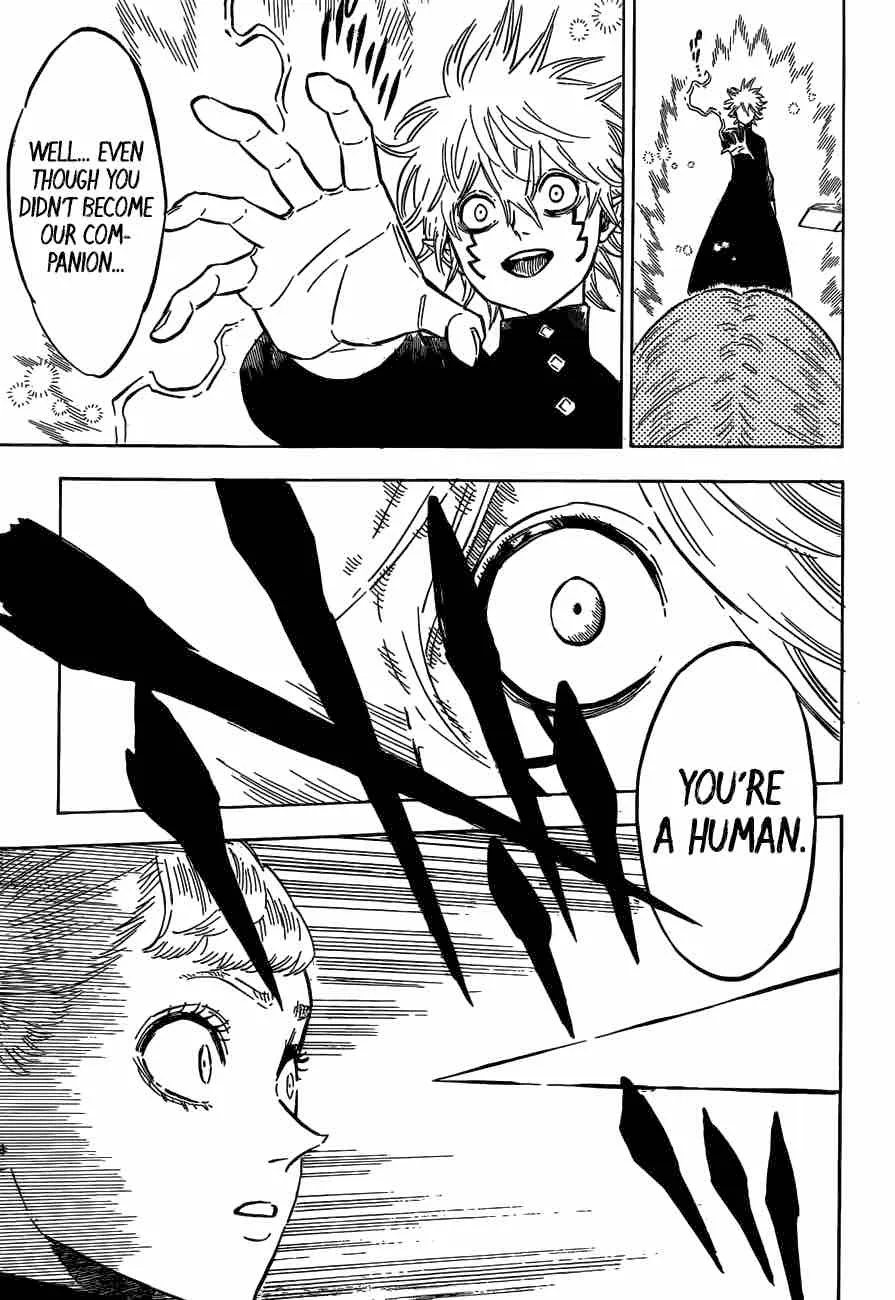 WELL... EVEN
THOUGH YOU
DIDN'T BECOME
OUR COM-
PANION...
YOU'RE
A HUMAN.